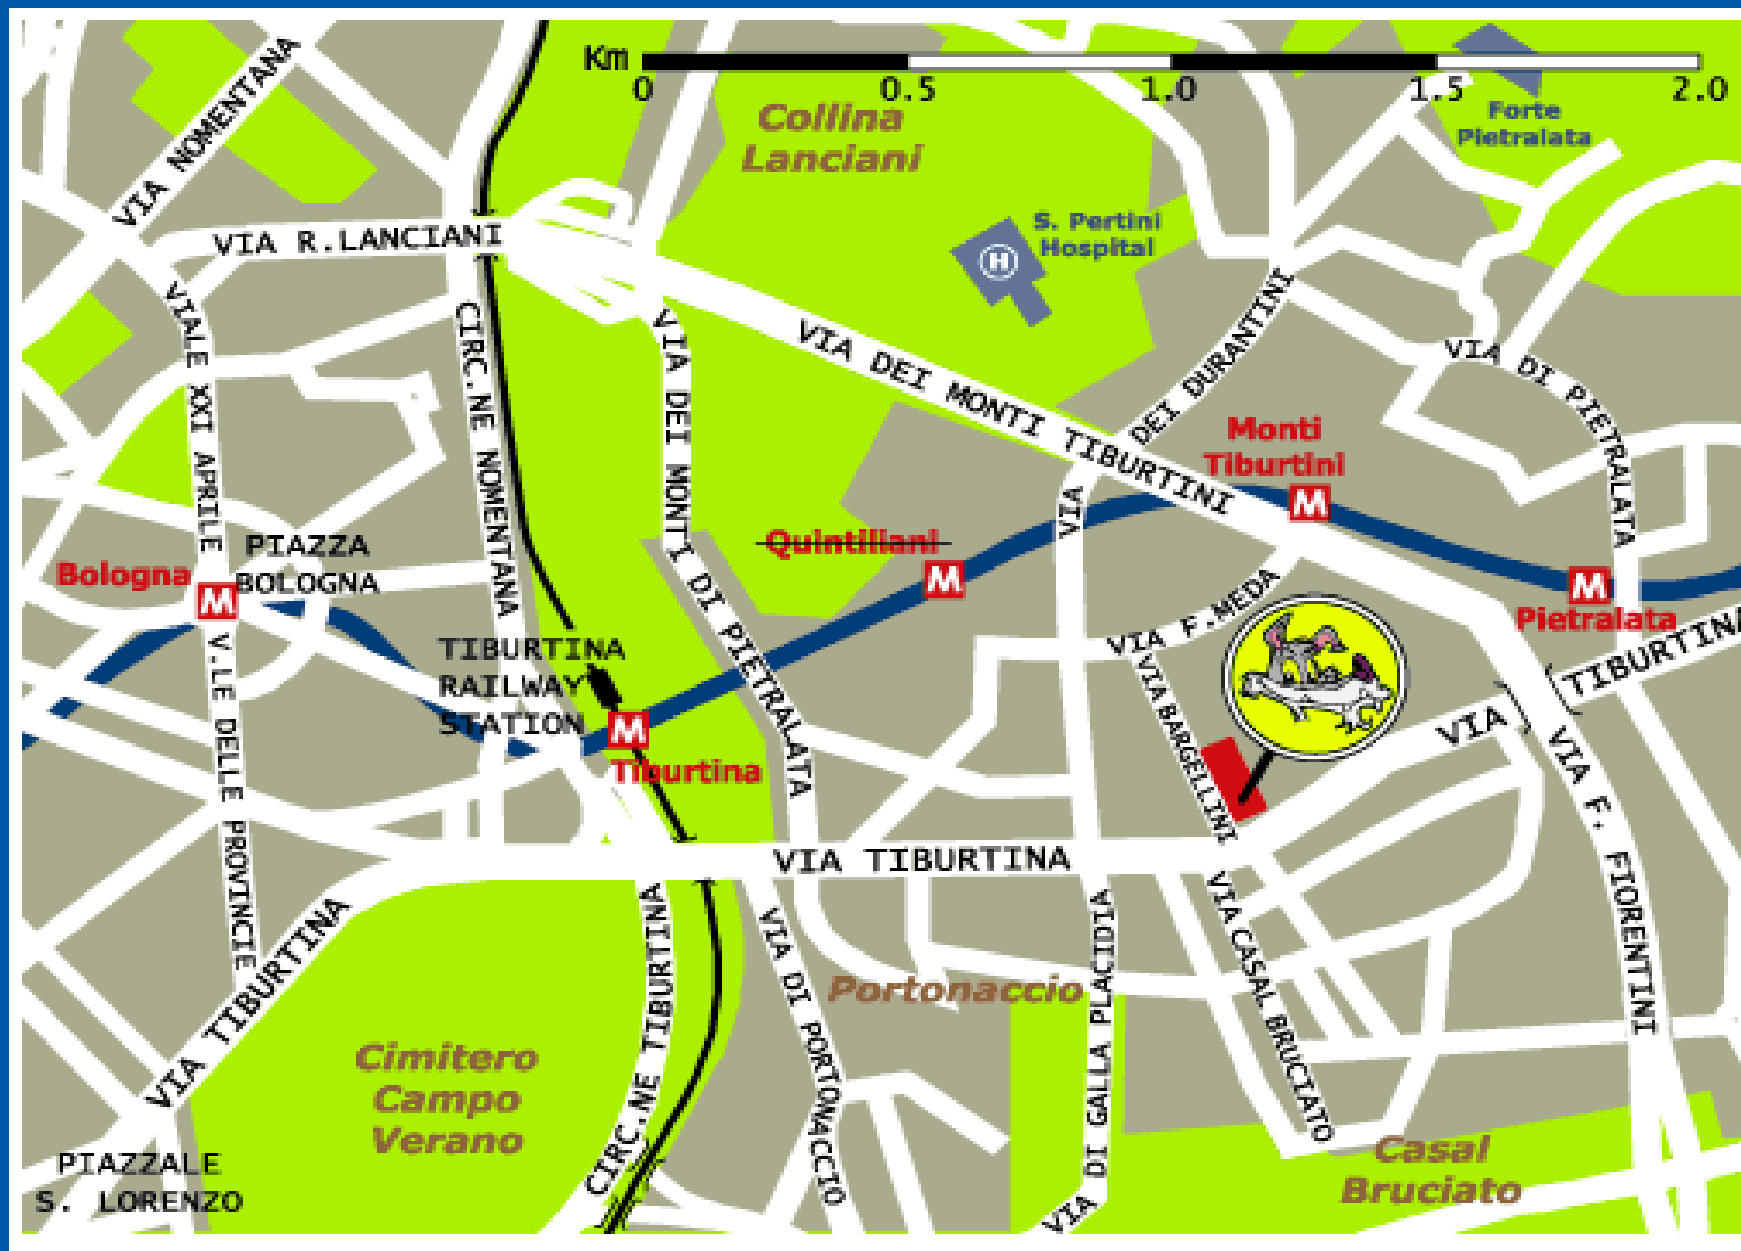 Km
0 0.5 1.0 1.5 2.0
VIA NOMENTANA
Collina
Lanciani
Forte
Pietralata
S. Pertini
Hospital
H
VIA R.LANCIANI
VIALE XXI APRILE
CIRC.NE NOMENTANA
VIA DEI MONTI DI PIETRALATA
VIA DEI MONTI TIBURTINI
VIA DEI DURANTINI
VIA DI PIETRALATA
Monti
Tiburtini
M
Quintiliani
M
PIAZZA
BOLOGNA
Bologna
M
M
Pietralata
VIA F.MEDA
VIA TIBURTINA
TIBURTINA
RAILWAY
STATION
M
Tiburtina
V.LE DELLE PROVINCIE
VIA BARGELLINI
VIA F. FIORENTINI
VIA TIBURTINA
VIA TIBURTINA
VIA CASAL BRUCIATO
CIRC.NE TIBURTINA
VIA DI PORTONACCIO
Portonaccio
VIA DI GALLA PLACIDIA
Cimitero
Campo
Verano
PIAZZALE
S. LORENZO
Casal
Bruciato